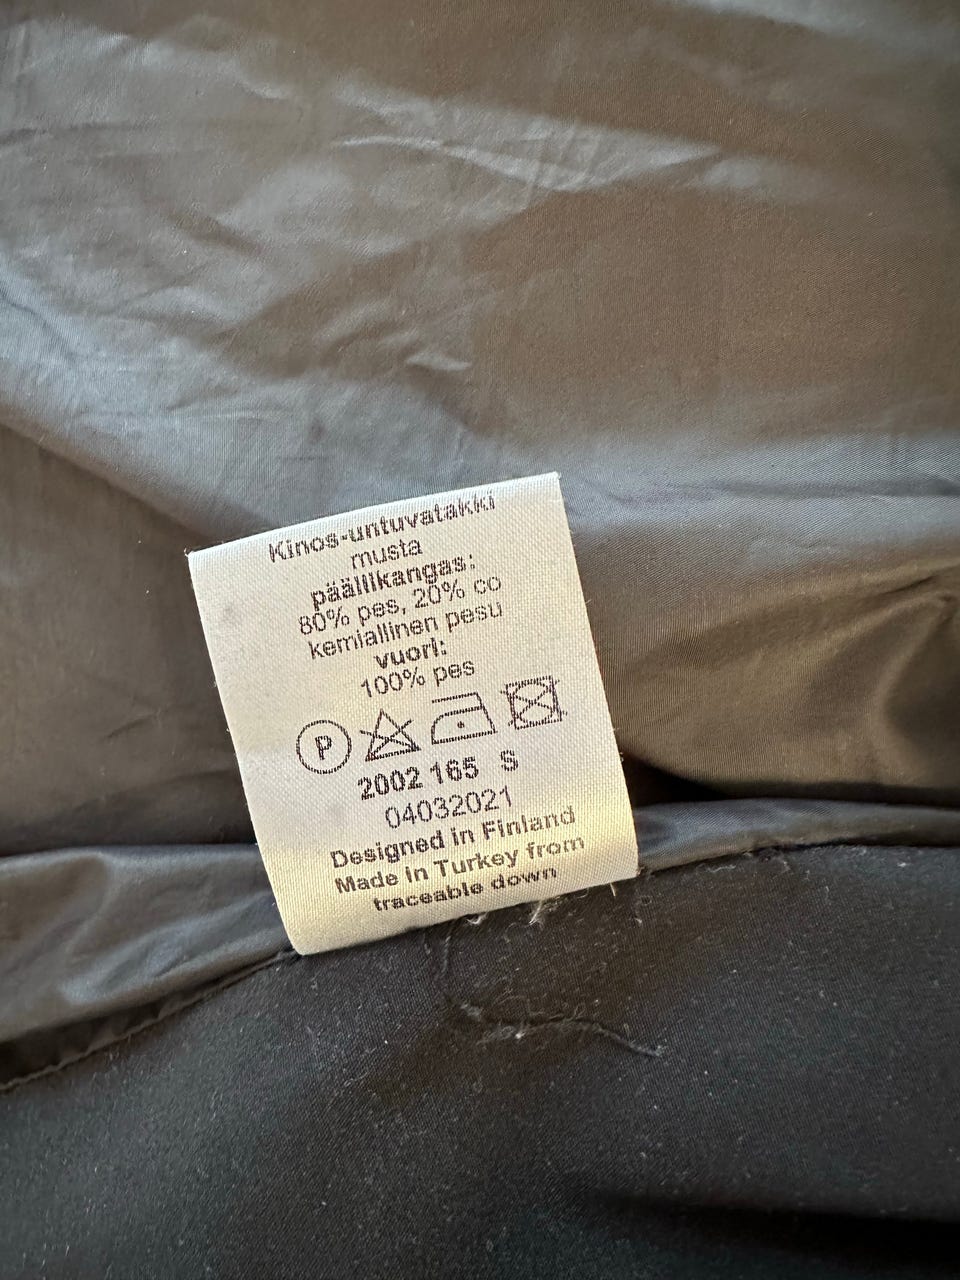 Kinos-untuvatakki
musta
päällikangas:
80% pes, 20% co
kemiallinen pesu
vuori:
100% pes
P
2002 165 S
04032021
Designed in Finland
Made in Turkey from
traceable down